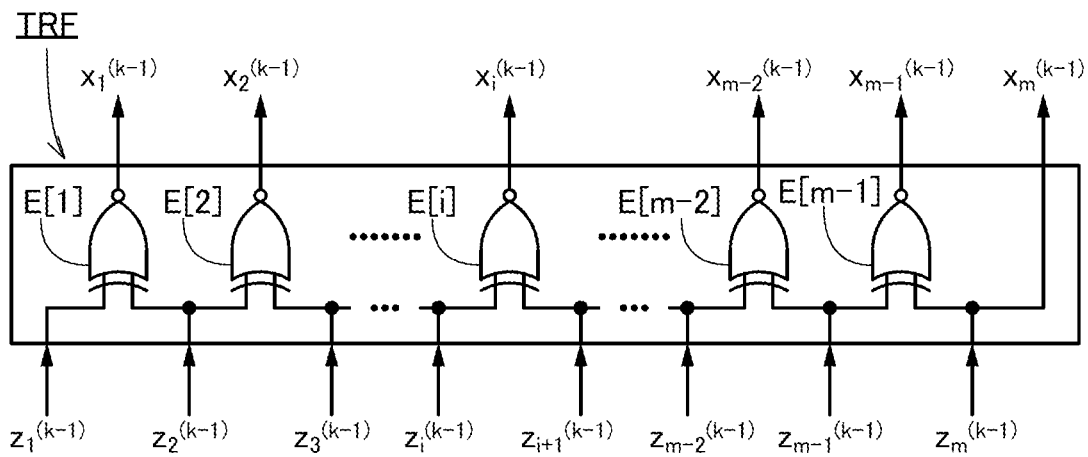 TRF
x₁⁽ᵏ⁻¹⁾ x₂⁽ᵏ⁻¹⁾ xᵢ⁽ᵏ⁻¹⁾ xₘ₋₂⁽ᵏ⁻¹⁾ xₘ₋₁⁽ᵏ⁻¹⁾ xₘ⁽ᵏ⁻¹⁾
E[1] E[2] E[i] E[m-2] E[m-1]
z₁⁽ᵏ⁻¹⁾ z₂⁽ᵏ⁻¹⁾ z₃⁽ᵏ⁻¹⁾ zᵢ⁽ᵏ⁻¹⁾ zᵢ₊₁⁽ᵏ⁻¹⁾ zₘ₋₂⁽ᵏ⁻¹⁾ zₘ₋₁⁽ᵏ⁻¹⁾ zₘ⁽ᵏ⁻¹⁾